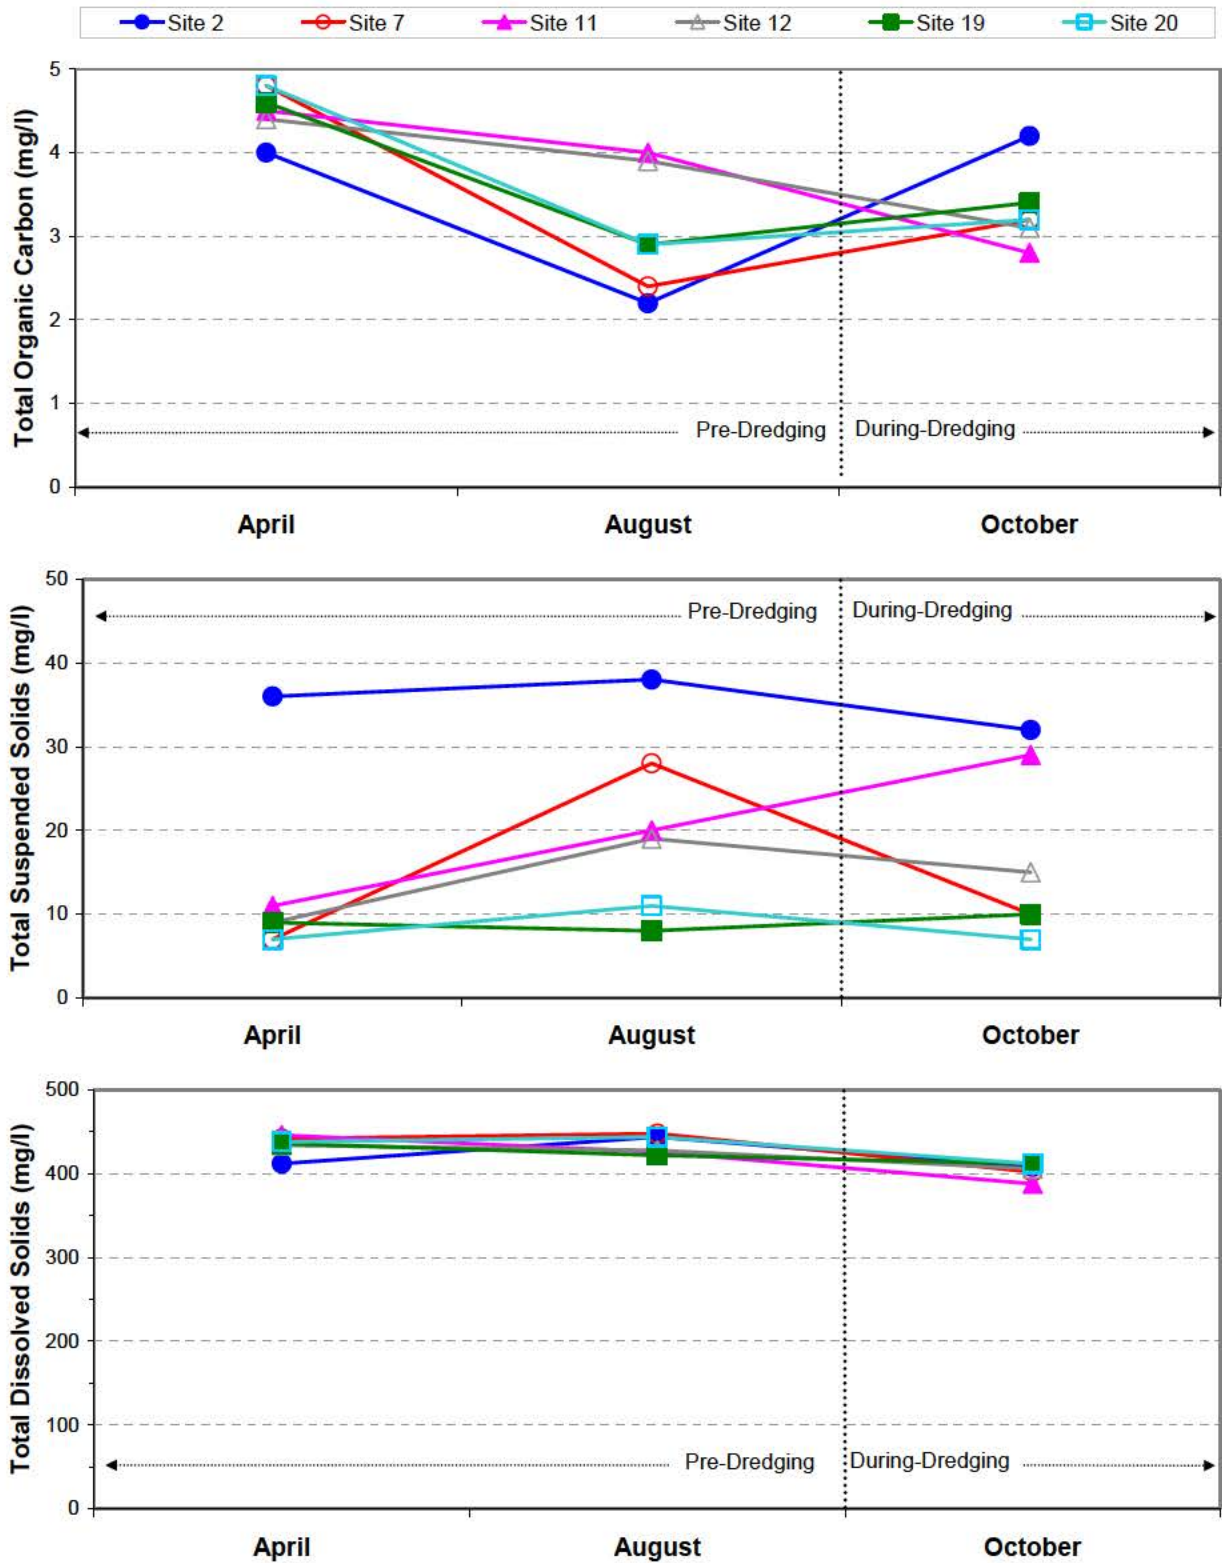 Site 2 Site 7 Site 11 Site 12 Site 19 Site 20
Total Organic Carbon (mg/l)
5
4
3
2
1
0
Pre-Dredging During-Dredging
April August October
Total Suspended Solids (mg/l)
50
40
30
20
10
0
Pre-Dredging During-Dredging
April August October
Total Dissolved Solids (mg/l)
500
400
300
200
100
0
Pre-Dredging During-Dredging
April August October